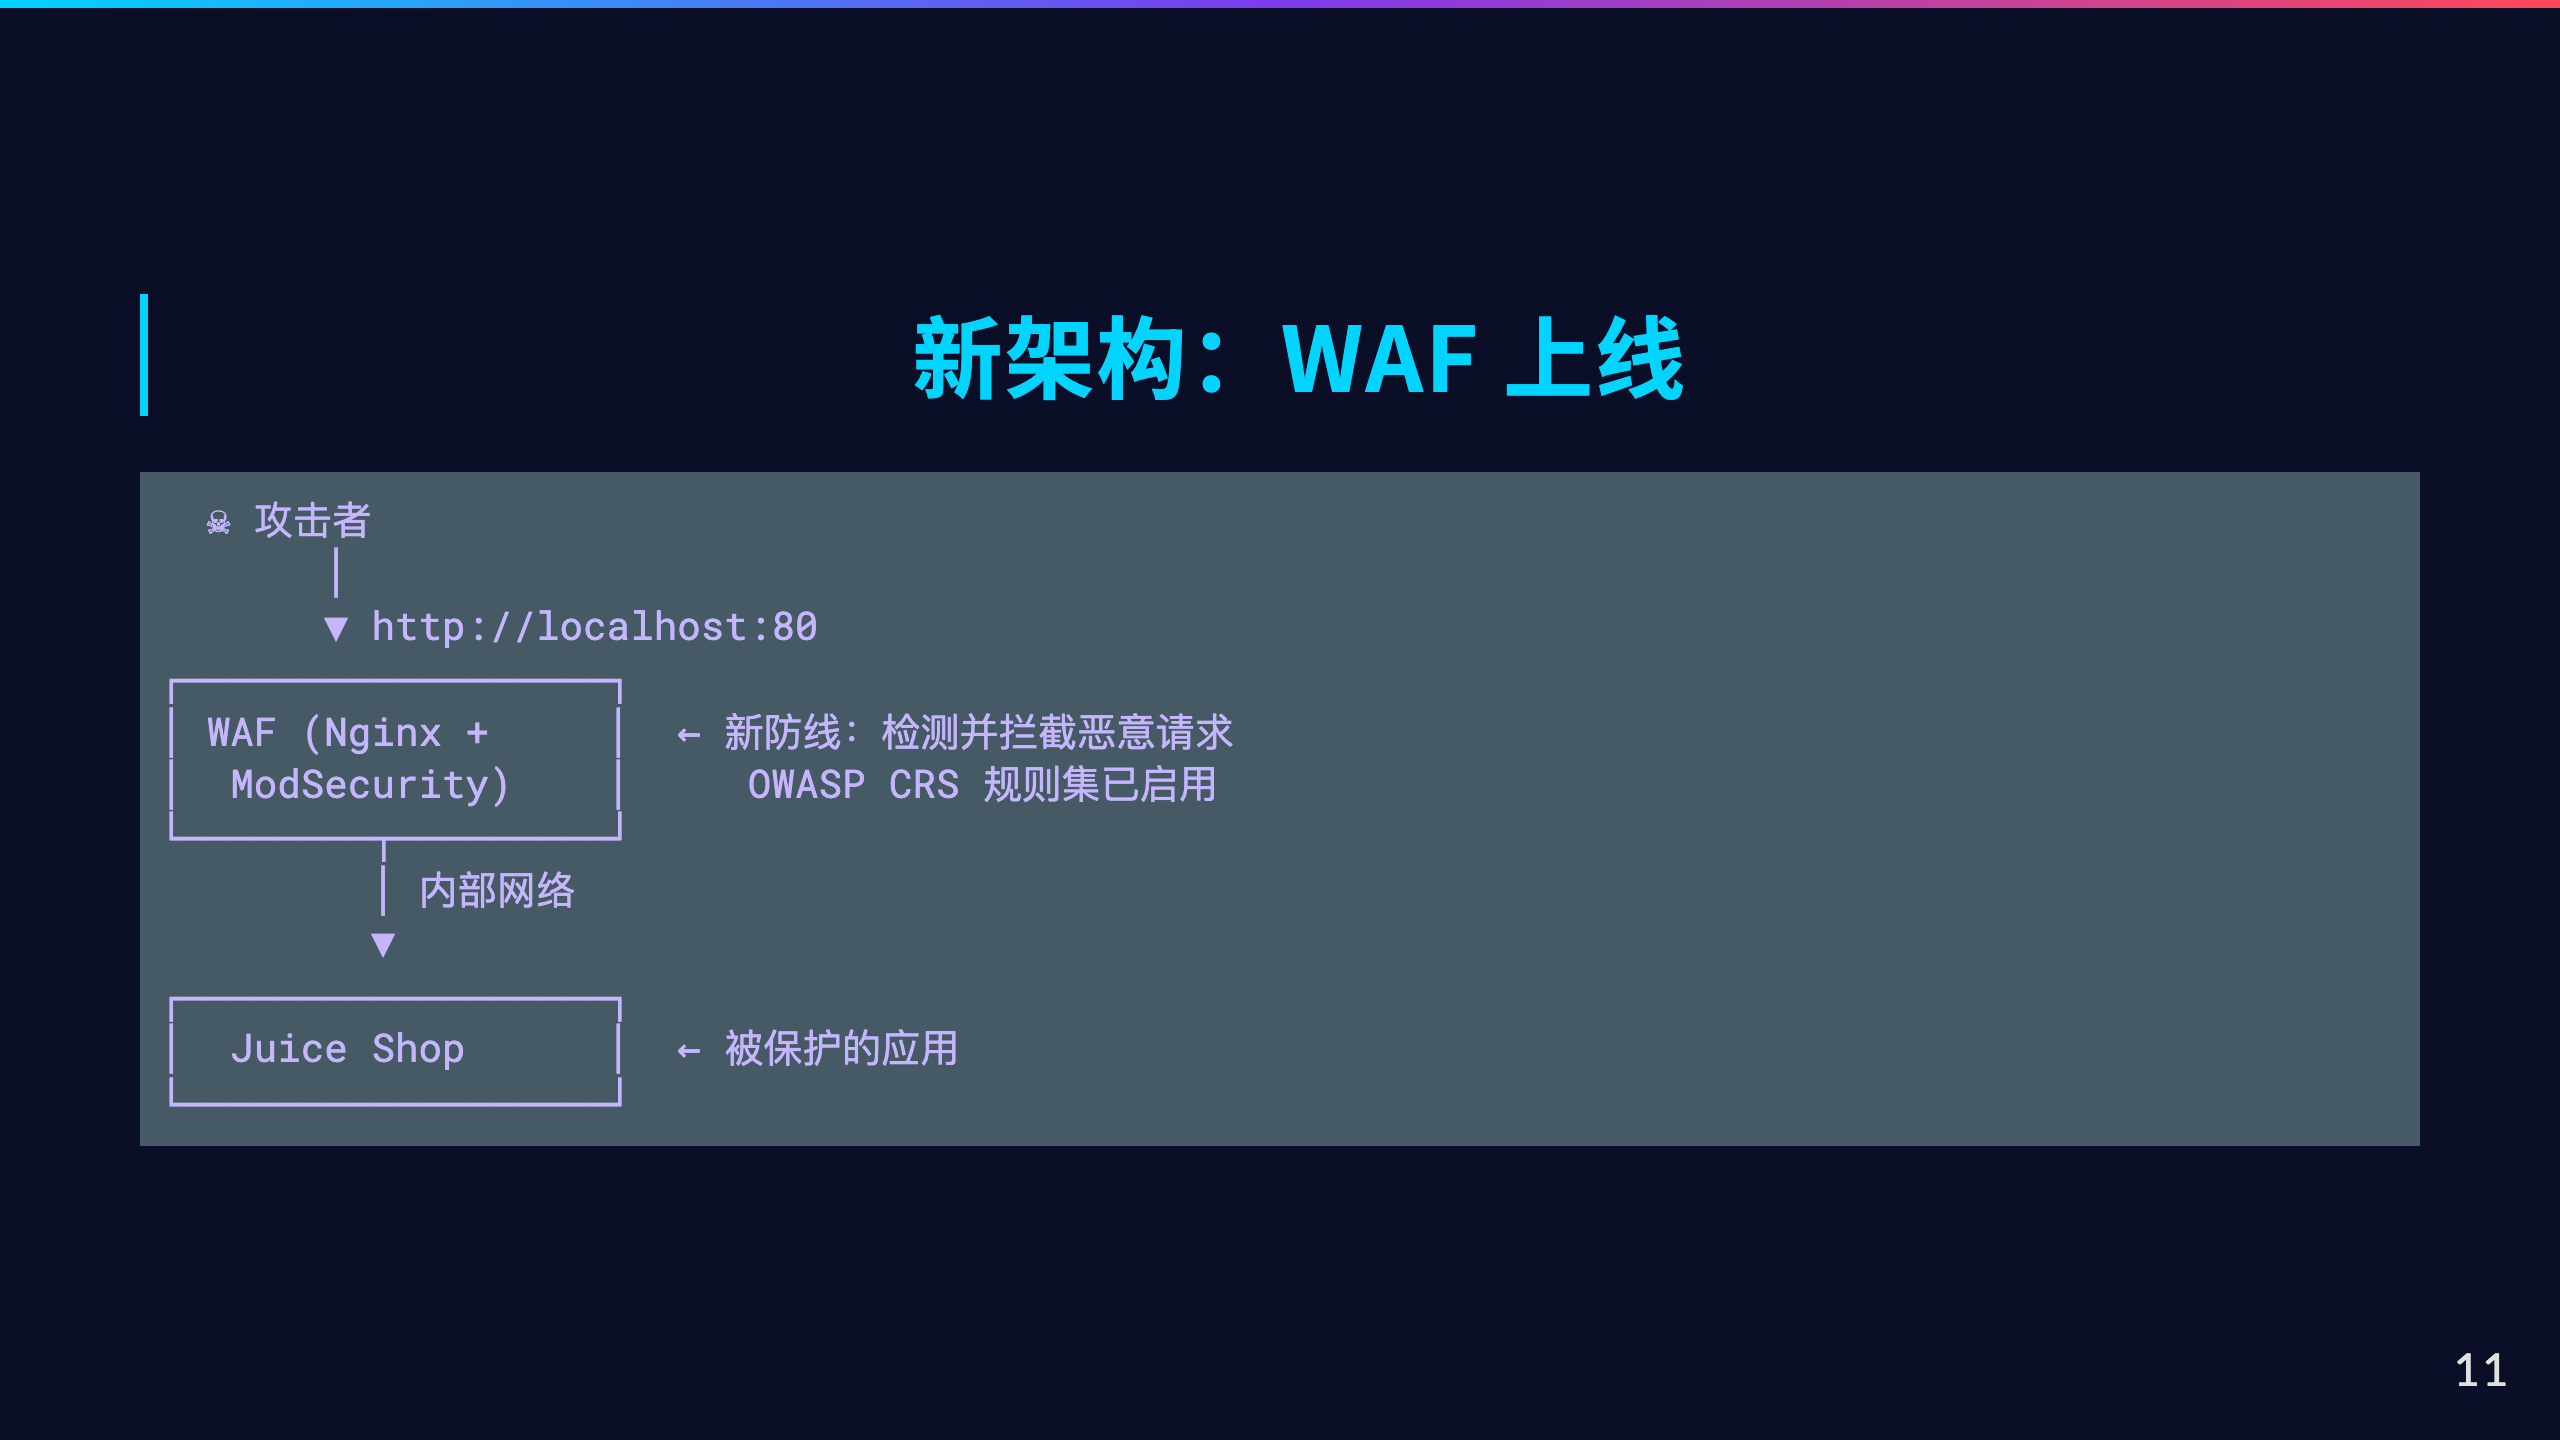 新架构：WAF 上线
☠ 攻击者
▼ http://localhost:80
WAF (Nginx +    ← 新防线：检测并拦截恶意请求
ModSecurity)    OWASP CRS 规则集已启用
内部网络
▼
Juice Shop    ← 被保护的应用
11